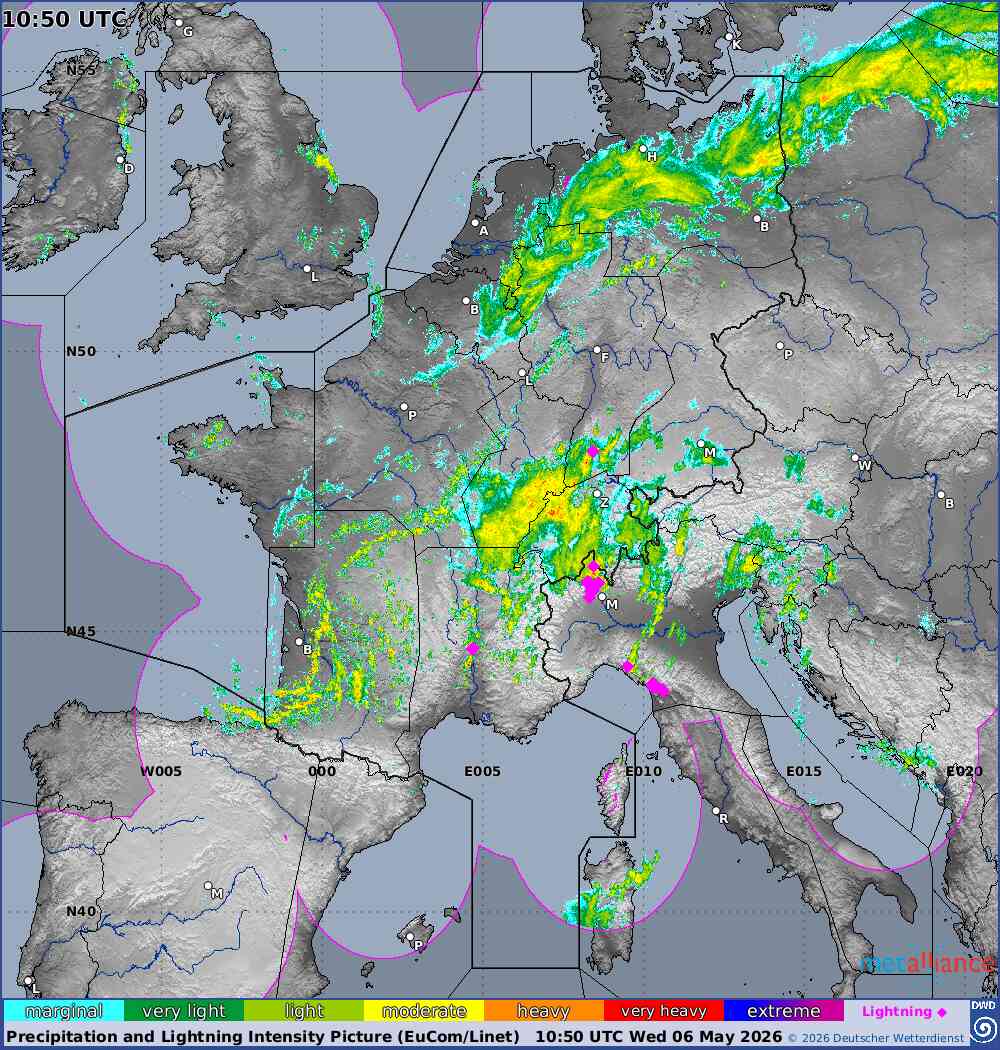 10:50 UTC
G
K
N55
D
H
A
B
L
B
N50
F
P
L
P
M
W
Z
B
M
N45
B
W005
000
E005
E010
E015
E020
R
M
N40
P
L
metalliance
marginal very light light moderate heavy very heavy extreme Lightning
DWD
Precipitation and Lightning Intensity Picture (EuCom/Linet) 10:50 UTC Wed 06 May 2026 © 2026 Deutscher Wetterdienst